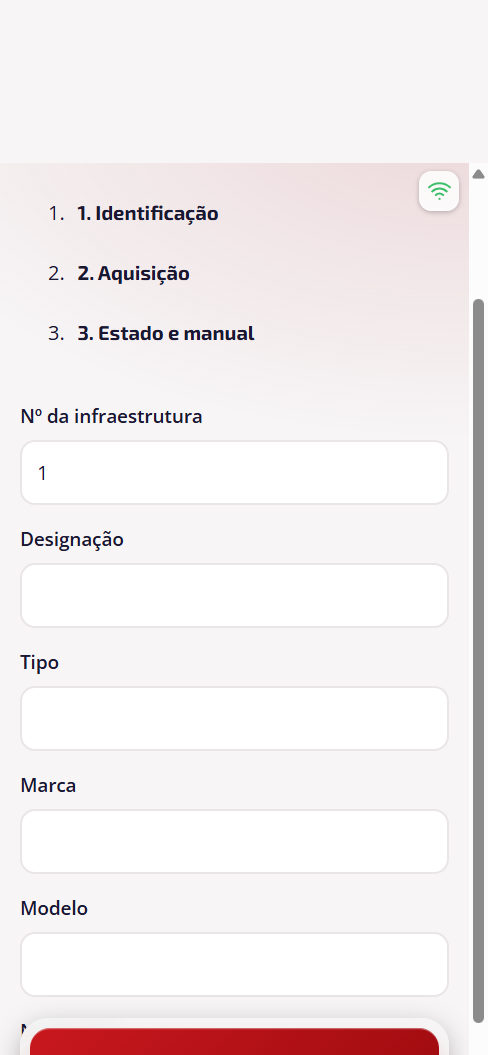 1. 1. Identificação
2. 2. Aquisição
3. 3. Estado e manual
Nº da infraestrutura
1
Designação
Tipo
Marca
Modelo